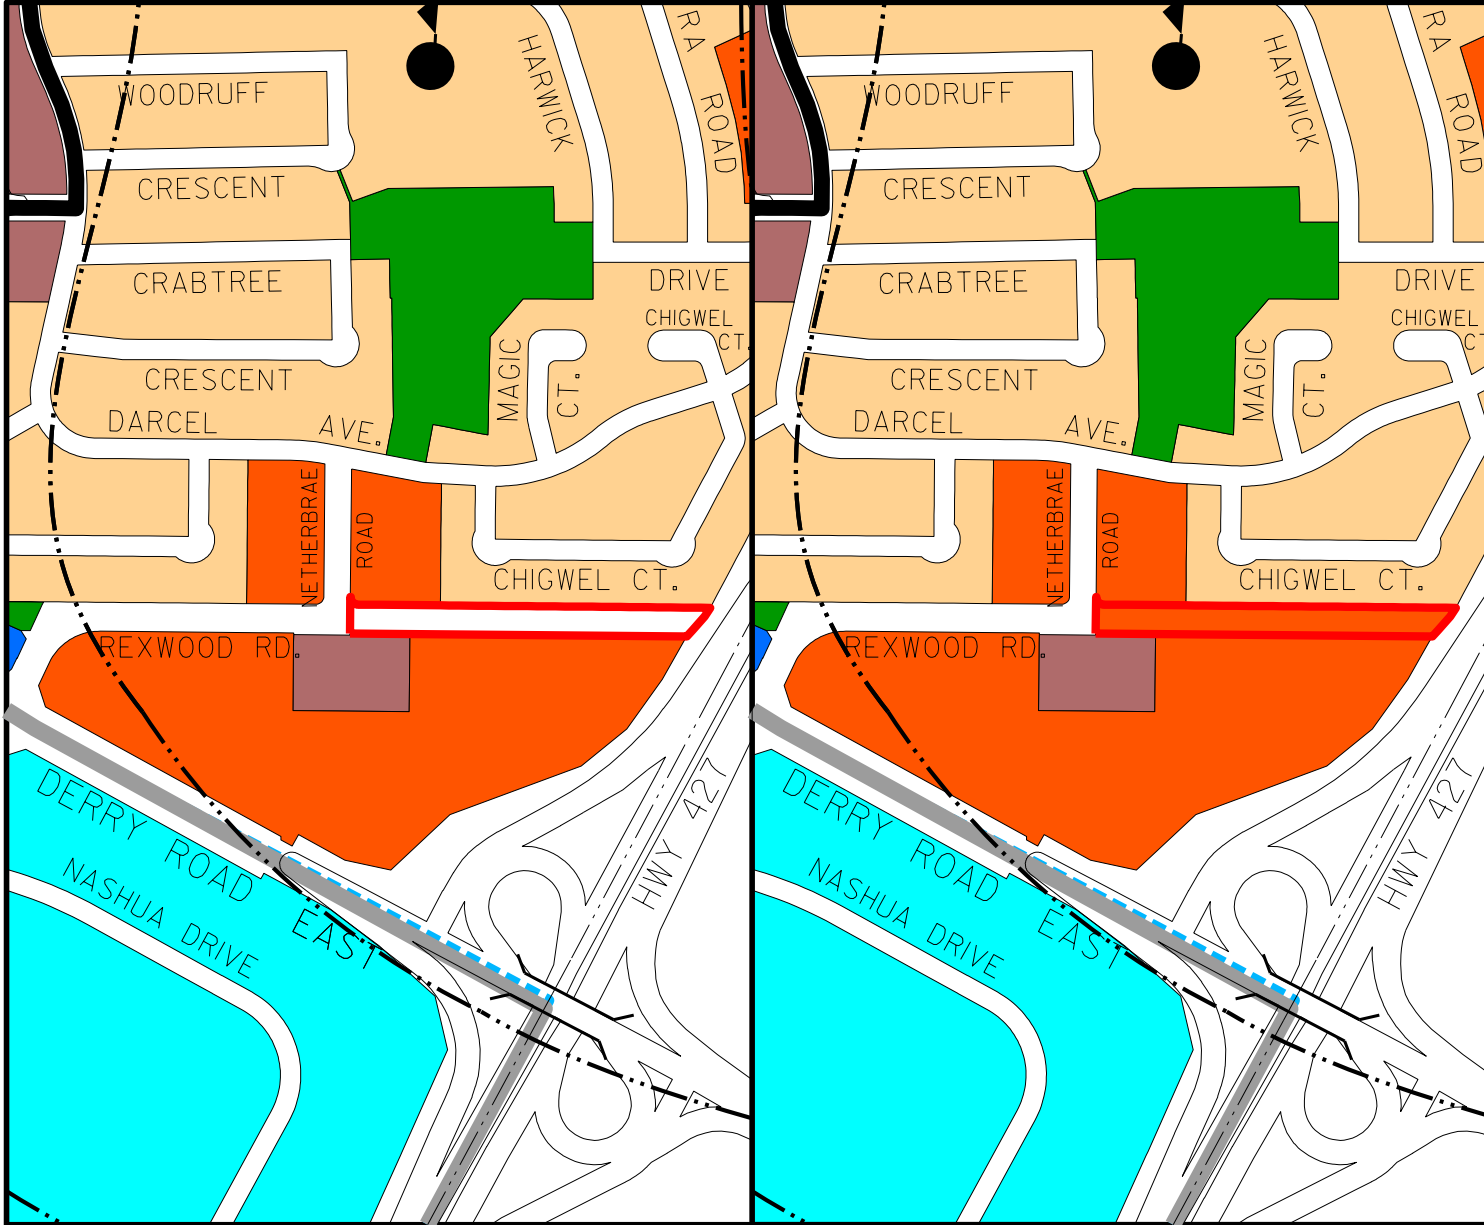 HARWICK
RA
ROAD
WOODRUFF
CRESCENT
CRABTREE
DRIVE
CHIGWEL
CT.
MAGIC
CT.
CRESCENT
DARCEL
AVE.
NETHERBRAE
ROAD
CHIGWEL CT.
REXWOOD RD.
DERRY ROAD EAST
NASHUA DRIVE
HWY 427
HARWICK
RA
ROAD
WOODRUFF
CRESCENT
CRABTREE
DRIVE
CHIGWEL
CT
MAGIC
CT.
CRESCENT
DARCEL
AVE.
NETHERBRAE
ROAD
CHIGWEL CT.
REXWOOD RD.
DERRY ROAD EAST
NASHUA DRIVE
HWY 427